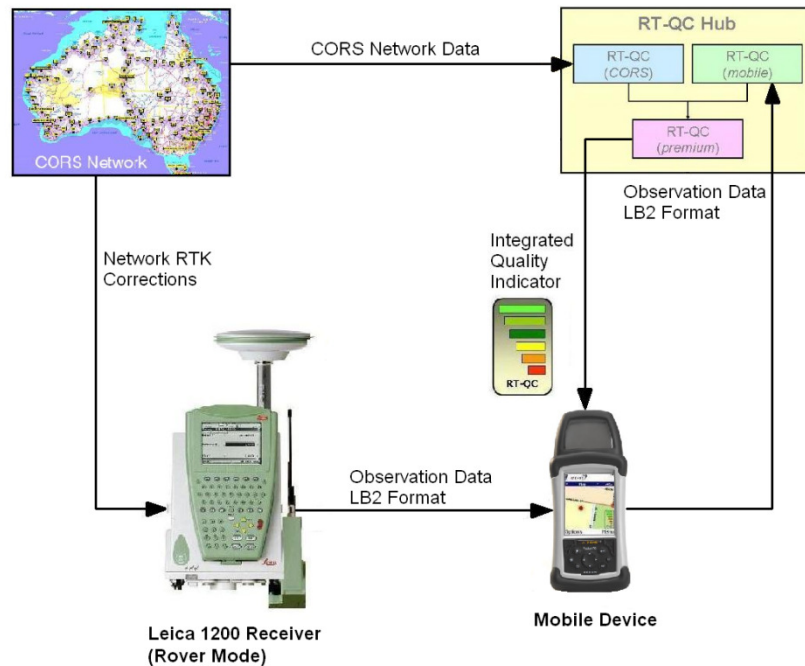 RT-QC Hub
CORS Network Data
RT-QC
(CORS)
RT-QC
(mobile)
RT-QC
(premium)
CORS Network
Observation Data
LB2 Format
Integrated
Quality
Indicator
Network RTK
Corrections
RT-QC
Observation Data
LB2 Format
Leica 1200 Receiver
(Rover Mode)
Mobile Device